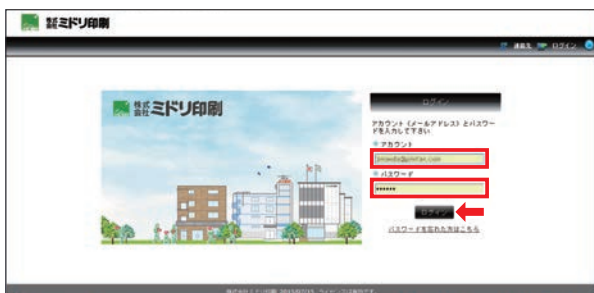 株式会社ミドリ印刷
連絡先 ログイン
株式会社ミドリ印刷
ログイン
アカウント（メールアドレス）とパスワー
ドを入力して下さい
アカウント
パスワード
••••••
ログイン
パスワードを忘れた方はこちら